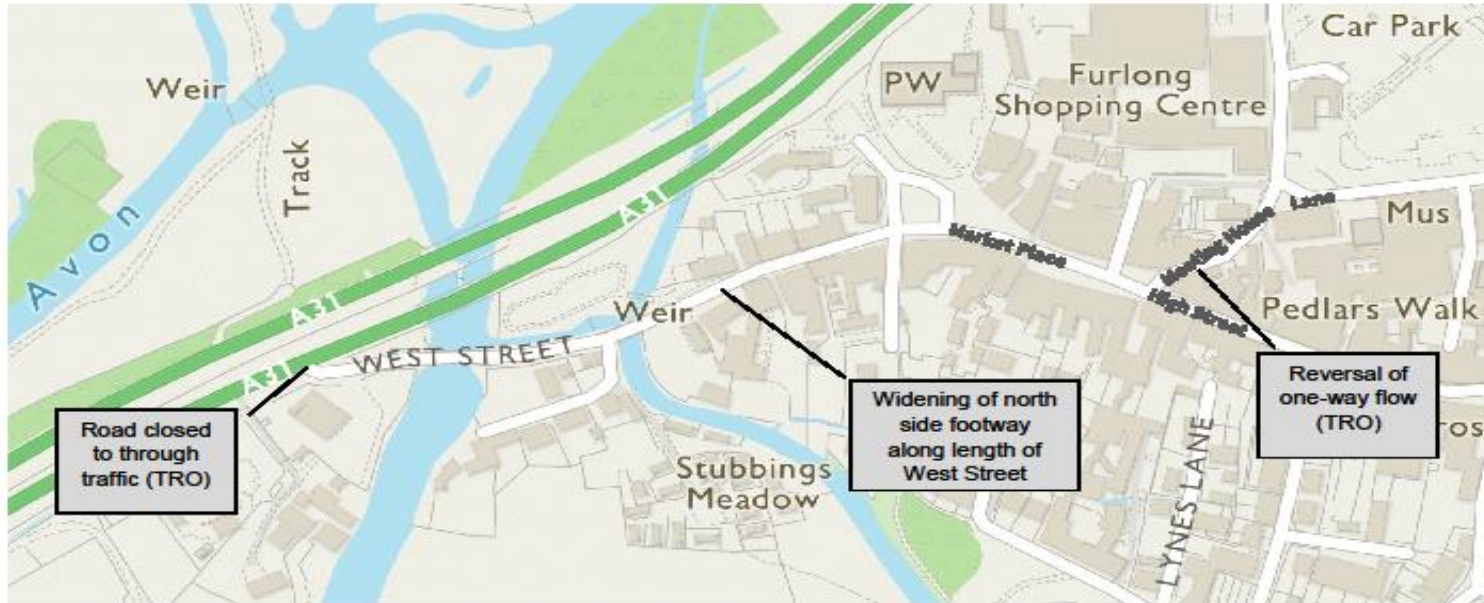 Car Park
PW
Furlong
Shopping Centre
Weir
Track
A31
Mus
Meeting House Lane
Avon
Market Place
A31
High Street
Pedlars Walk
Weir
WEST STREET
A31
Reversal of
one-way flow
(TRO)
Widening of north
side footway
along length of
West Street
Road closed
to through
traffic (TRO)
ros
Stubbings
Meadow
LYNES LANE